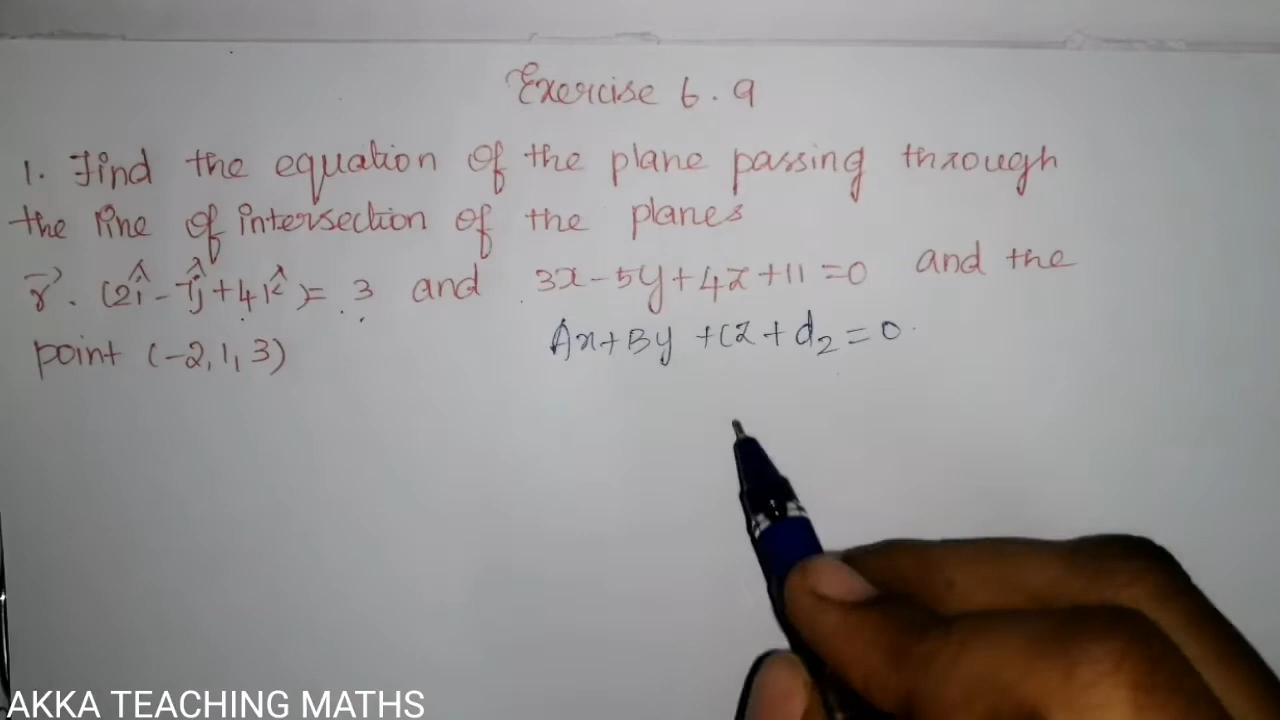 Exercise 6.9
1. Find the equation of the plane passing through
the line of intersection of the planes
r⃗ . (2î - 7ĵ + 4k̂) = 3 and 3x - 5y + 4z + 11 = 0 and the
point (-2, 1, 3)
Ax + By + Cz + d₂ = 0.
AKKA TEACHING MATHS